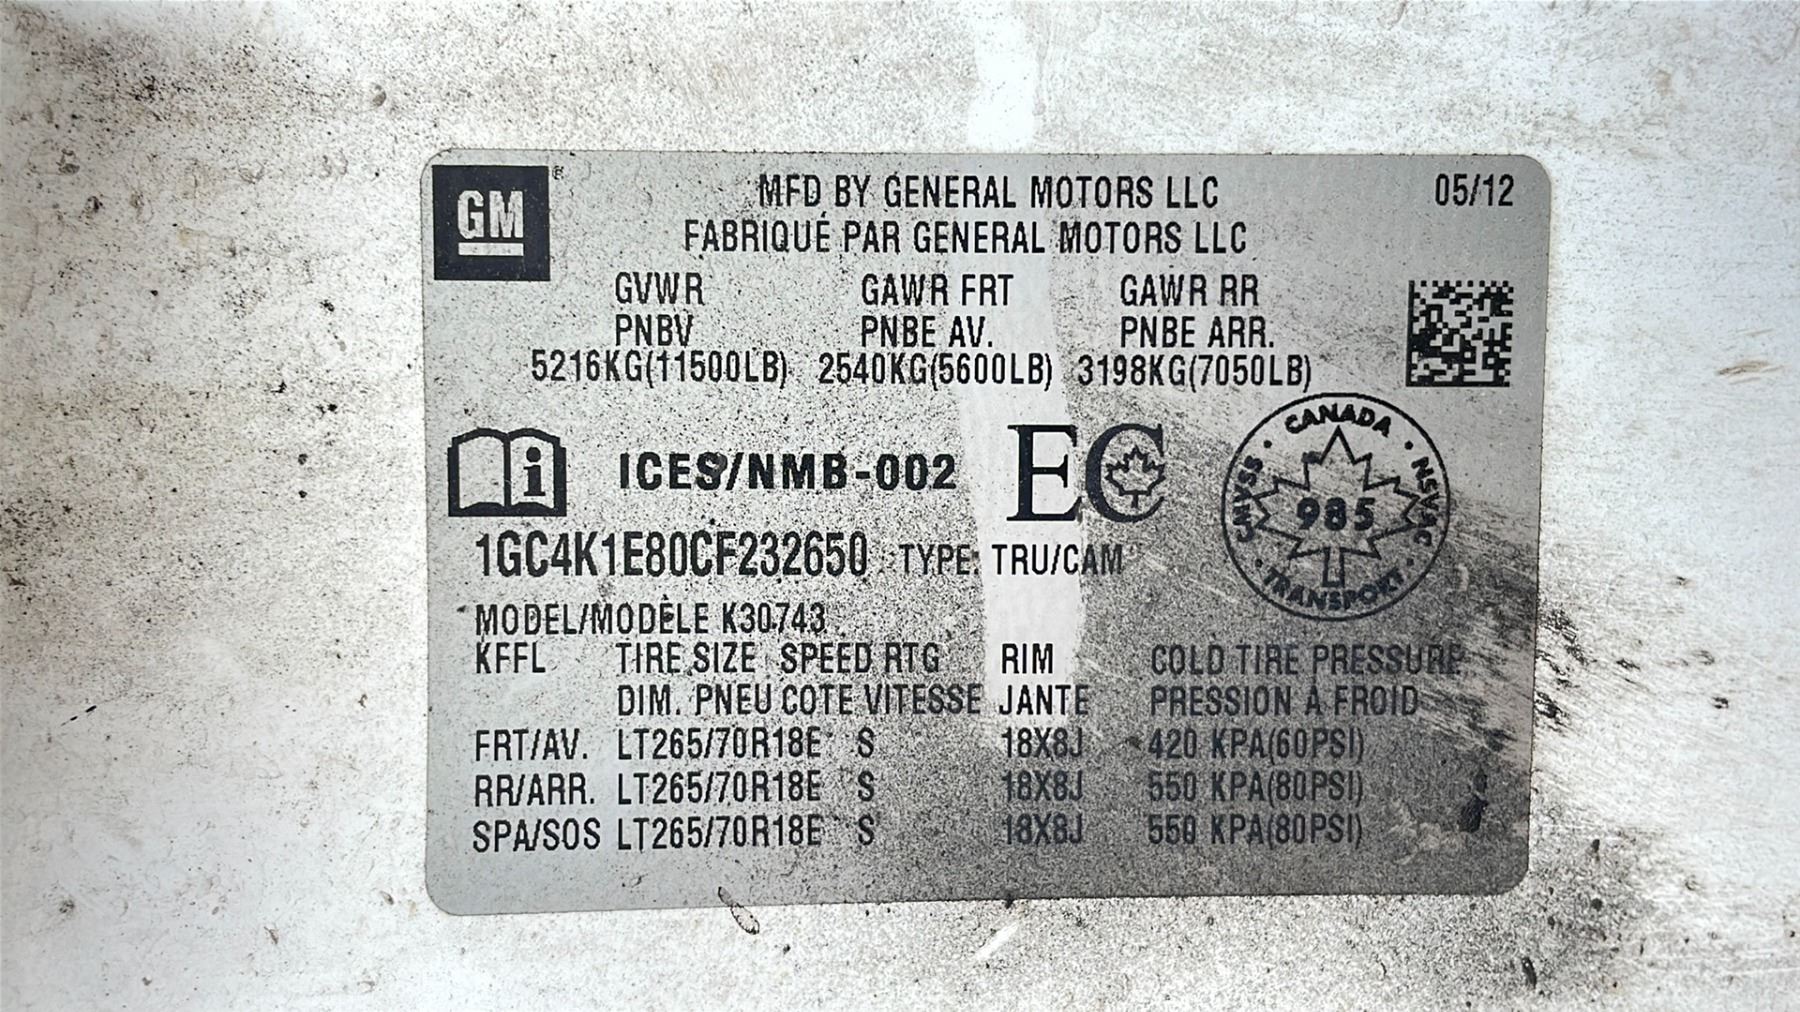 GM
MFD BY GENERAL MOTORS LLC 05/12
FABRIQUÉ PAR GENERAL MOTORS LLC
GVWR GAWR FRT GAWR RR
PNBV PNBE AV. PNBE ARR.
5216KG(11500LB) 2540KG(5600LB) 3198KG(7050LB)
i ICES/NMB-002 EC
CANADA
CMVSS 985 NSVAC
TRANSPORT
1GC4K1E80CF232650 TYPE: TRU/CAM
MODEL/MODÈLE K30743
KFFL TIRE SIZE SPEED RTG RIM COLD TIRE PRESSURE
DIM. PNEU COTE VITESSE JANTE PRESSION À FROID
FRT/AV. LT265/70R18E S 18X8J 420 KPA(60PSI)
RR/ARR. LT265/70R18E S 18X8J 550 KPA(80PSI)
SPA/SOS LT265/70R18E S 18X8J 550 KPA(80PSI)